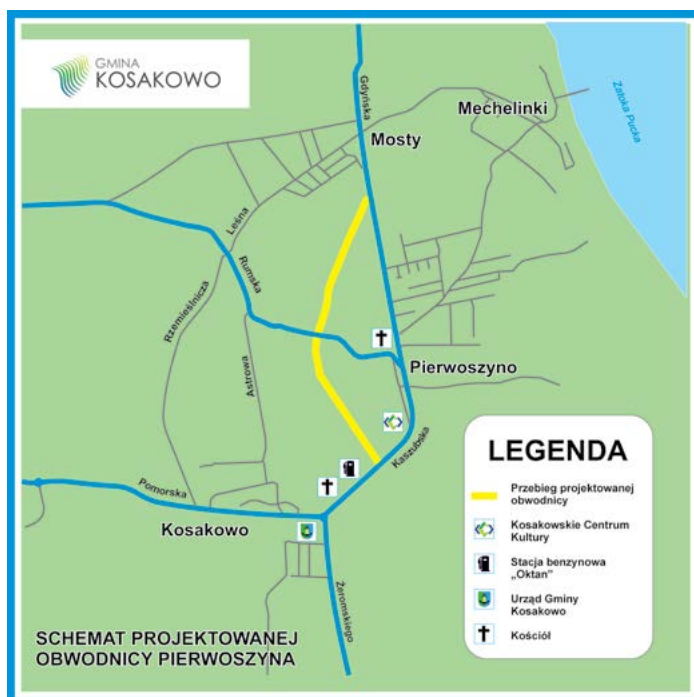 GMINA
KOSAKOWO
Gdyńska
Mechelinki
Zatoka Pucka
Mosty
Leśna
Rumska
Rzemieślnicza
Astrowa
Pierwoszyno
Kaszubska
Pomorska
Kosakowo
Żeromskiego
LEGENDA
Przebieg projektowanej
obwodnicy
Kosakowskie Centrum
Kultury
Stacja benzynowa
„Oktan”
Urząd Gminy
Kosakowo
Kościół
SCHEMAT PROJEKTOWANEJ
OBWODNICY PIERWOSZYNA